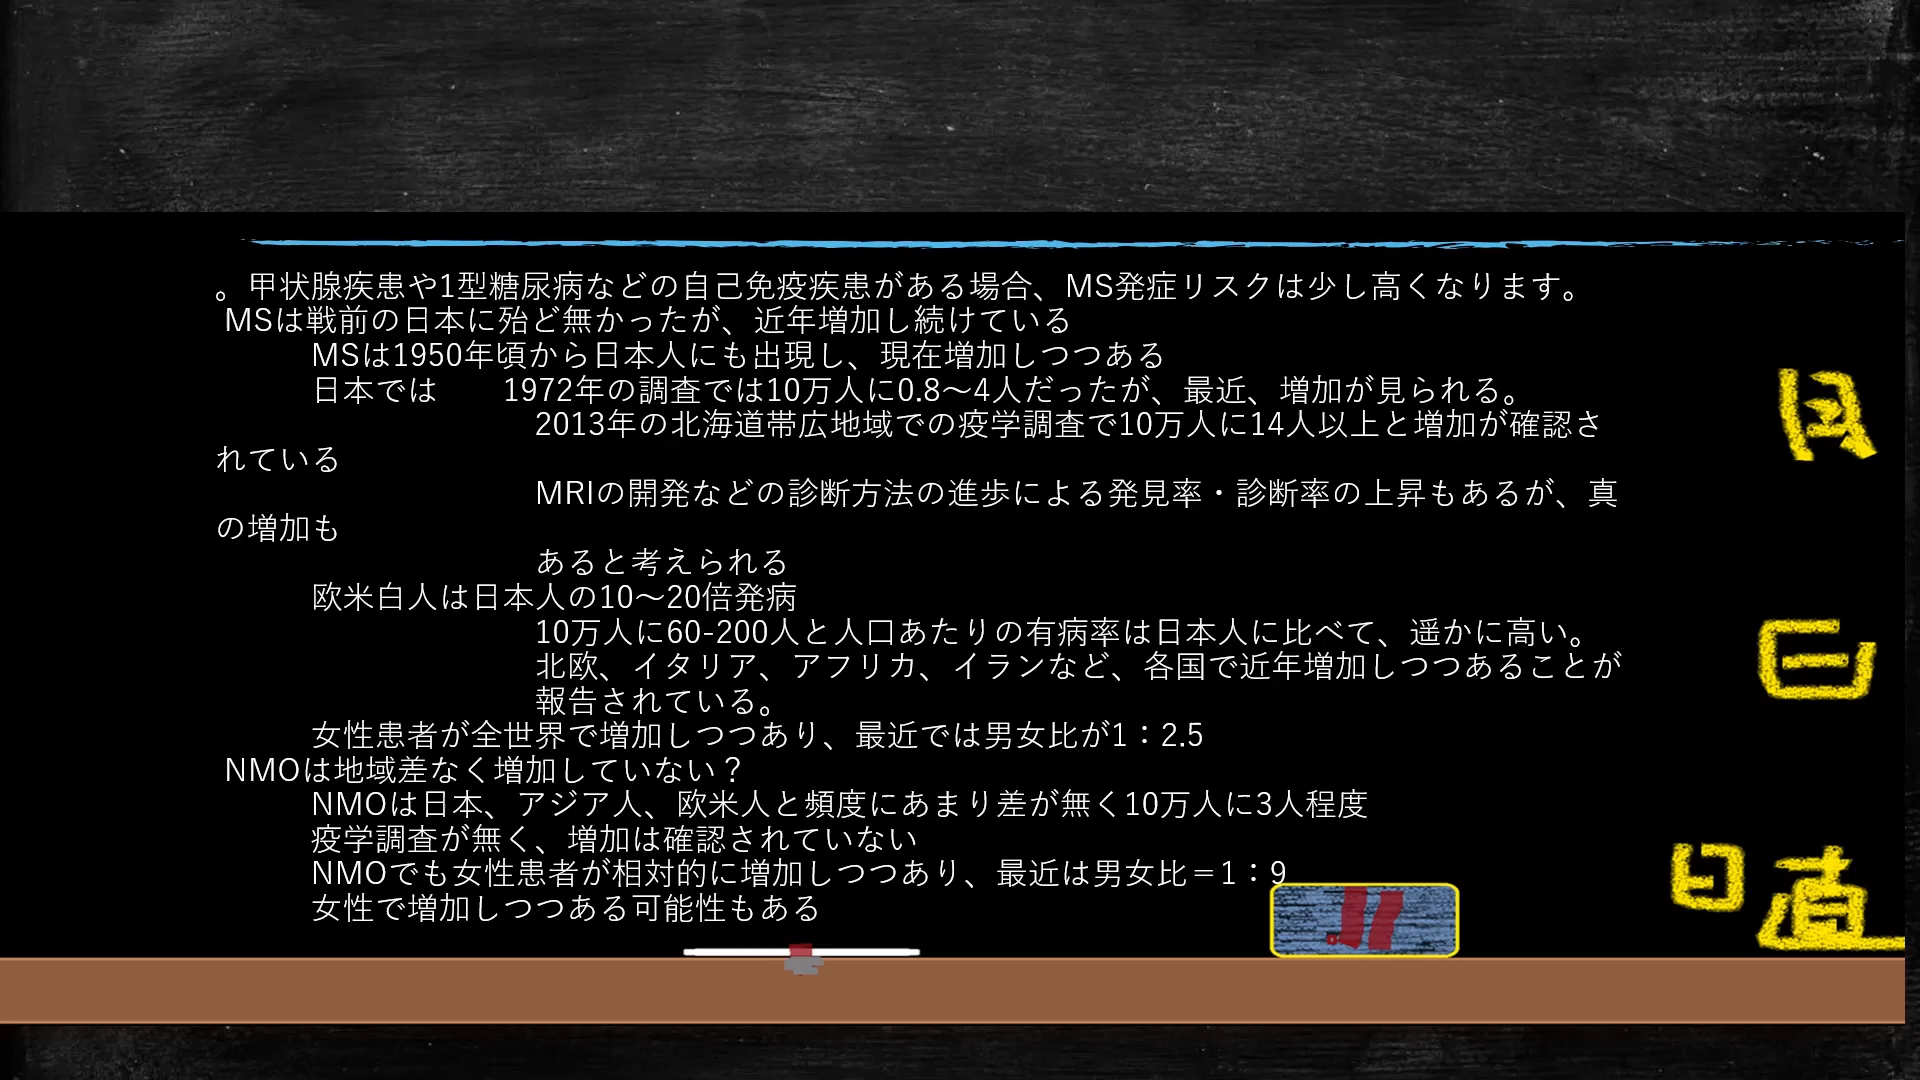 。甲状腺疾患や1型糖尿病などの自己免疫疾患がある場合、MS発症リスクは少し高くなります。
MSは戦前の日本に殆ど無かったが、近年増加し続けている
MSは1950年頃から日本人にも出現し、現在増加しつつある
日本では　　1972年の調査では10万人に0.8～4人だったが、最近、増加が見られる。
2013年の北海道帯広地域での疫学調査で10万人に14人以上と増加が確認さ
れている
MRIの開発などの診断方法の進歩による発見率・診断率の上昇もあるが、真
の増加も
あると考えられる
欧米白人は日本人の10～20倍発病
10万人に60-200人と人口あたりの有病率は日本人に比べて、遥かに高い。
北欧、イタリア、アフリカ、イランなど、各国で近年増加しつつあることが
報告されている。
女性患者が全世界で増加しつつあり、最近では男女比が1：2.5
NMOは地域差なく増加していない？
NMOは日本、アジア人、欧米人と頻度にあまり差が無く10万人に3人程度
疫学調査が無く、増加は確認されていない
NMOでも女性患者が相対的に増加しつつあり、最近は男女比＝1：9
女性で増加しつつある可能性もある
月
日
日直